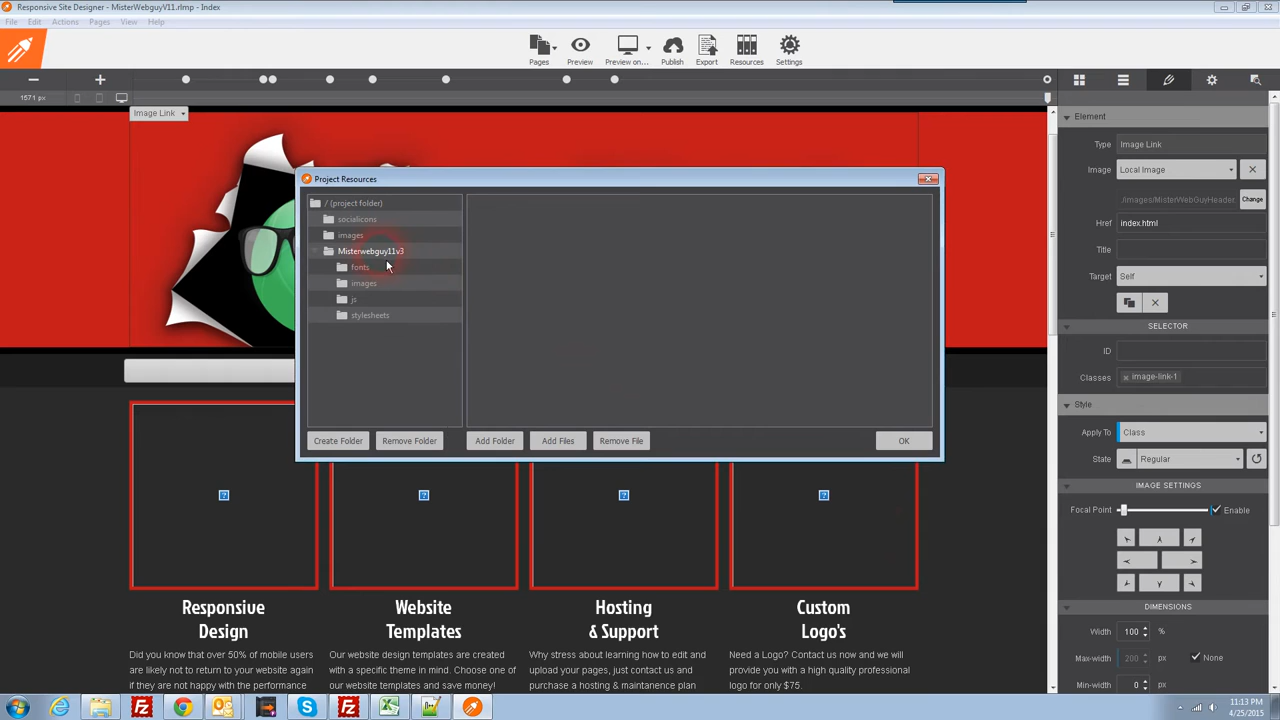 Responsive Site Designer - MisterWebguyV11.rlmp - Index
File Edit Actions Pages View Help
Pages Preview Preview on... Publish Export Resources Settings
1571 px
Image Link
Element
Type Image Link
Image Local Image
../images/MisterWebGuyHeader. Change
Href index.html
Title
Target Self
SELECTOR
ID
Classes × image-link-1
Style
Apply To Class
State Regular
IMAGE SETTINGS
Focal Point Enable
DIMENSIONS
Width 100 %
Max-width 200 px None
Min-width 0 px
Project Resources
/ (project folder)
socialicons
images
Misterwebguy11v3
fonts
images
js
stylesheets
Create Folder Remove Folder Add Folder Add Files Remove File OK
Responsive
Design
Did you know that over 50% of mobile users
are likely not to return to your website again
if they are not happy with the performance
Website
Templates
Our website design templates are created
with a specific theme in mind. Choose one of
our website templates and save money!
Hosting
& Support
Why stress about learning how to edit and
upload your pages, just contact us and
purchase a hosting & maintanence plan
Custom
Logo's
Need a Logo? Contact us now and we will
provide you with a high quality professional
logo for only $75.
11:13 PM
4/25/2015